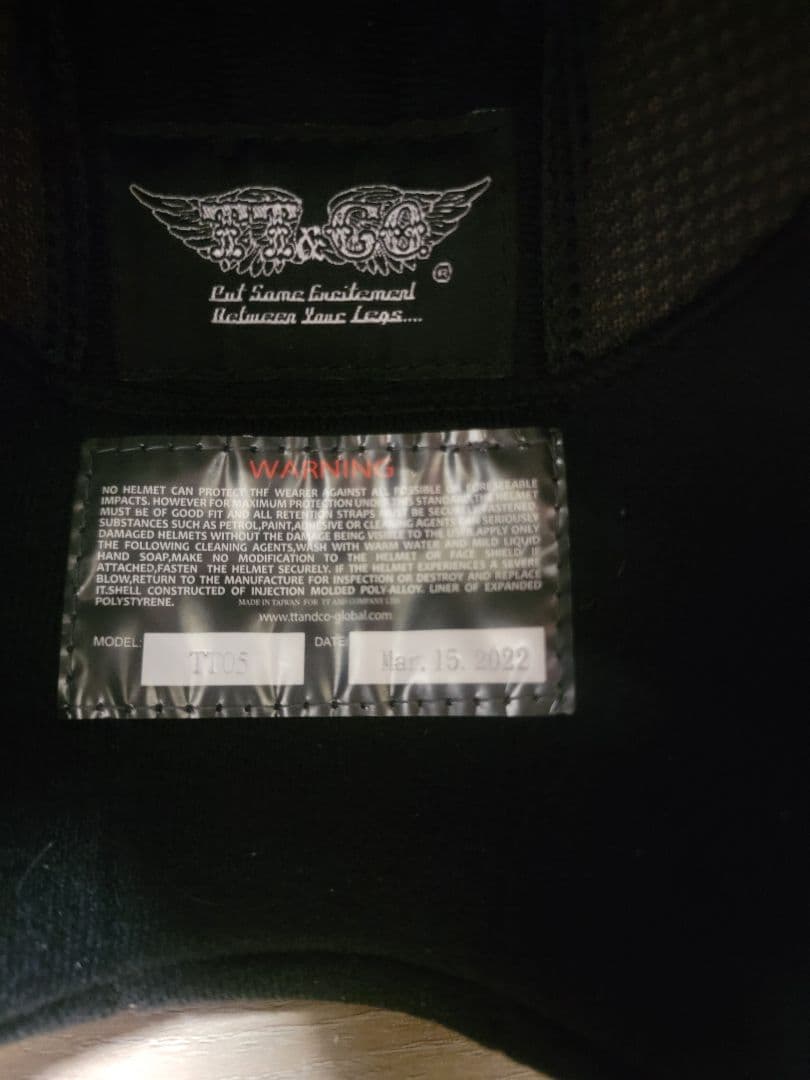 TT&CO.
®
Put Some Excitement
Between Your Legs....
WARNING
NO HELMET CAN PROTECT THE WEARER AGAINST ALL POSSIBLE OR FORESEEABLE
IMPACTS. HOWEVER FOR MAXIMUM PROTECTION UNDER THIS STANDARD,THE HELMET
MUST BE OF GOOD FIT AND ALL RETENTION STRAPS MUST BE SECURELY FASTENED
SUBSTANCES SUCH AS PETROL,PAINT,ADHESIVE OR CLEANING AGENTS CAN SERIOUSLY
DAMAGED HELMETS WITHOUT THE DAMAGE BEING VISIBLE TO THE USER.APPLY ONLY
THE FOLLOWING CLEANING AGENTS,WASH WITH WAAM WATER AND MILD LIQUID
HAND SOAP,MAKE NO MODIFICATION TO THE HELMET OR FACE SHIELD IF
ATTACHED,FASTEN THE HELMET SECURELY. IF THE HELMET EXPERIENCES A SEVERE
BLOW,RETURN TO THE MANUFACTURE FOR INSPECTION OR DESTROY AND REPLACE
IT.SHELL CONSTRUCTED OF INJECTION MOLDED POLY-ALLOY. LINER OF EXPANDED
POLYSTYRENE. MADE IN TAIWAN FOR TT AND COMPANY LTD
www.ttandco-global.com
MODEL: TT05 DATE: Mar. 15. 2022